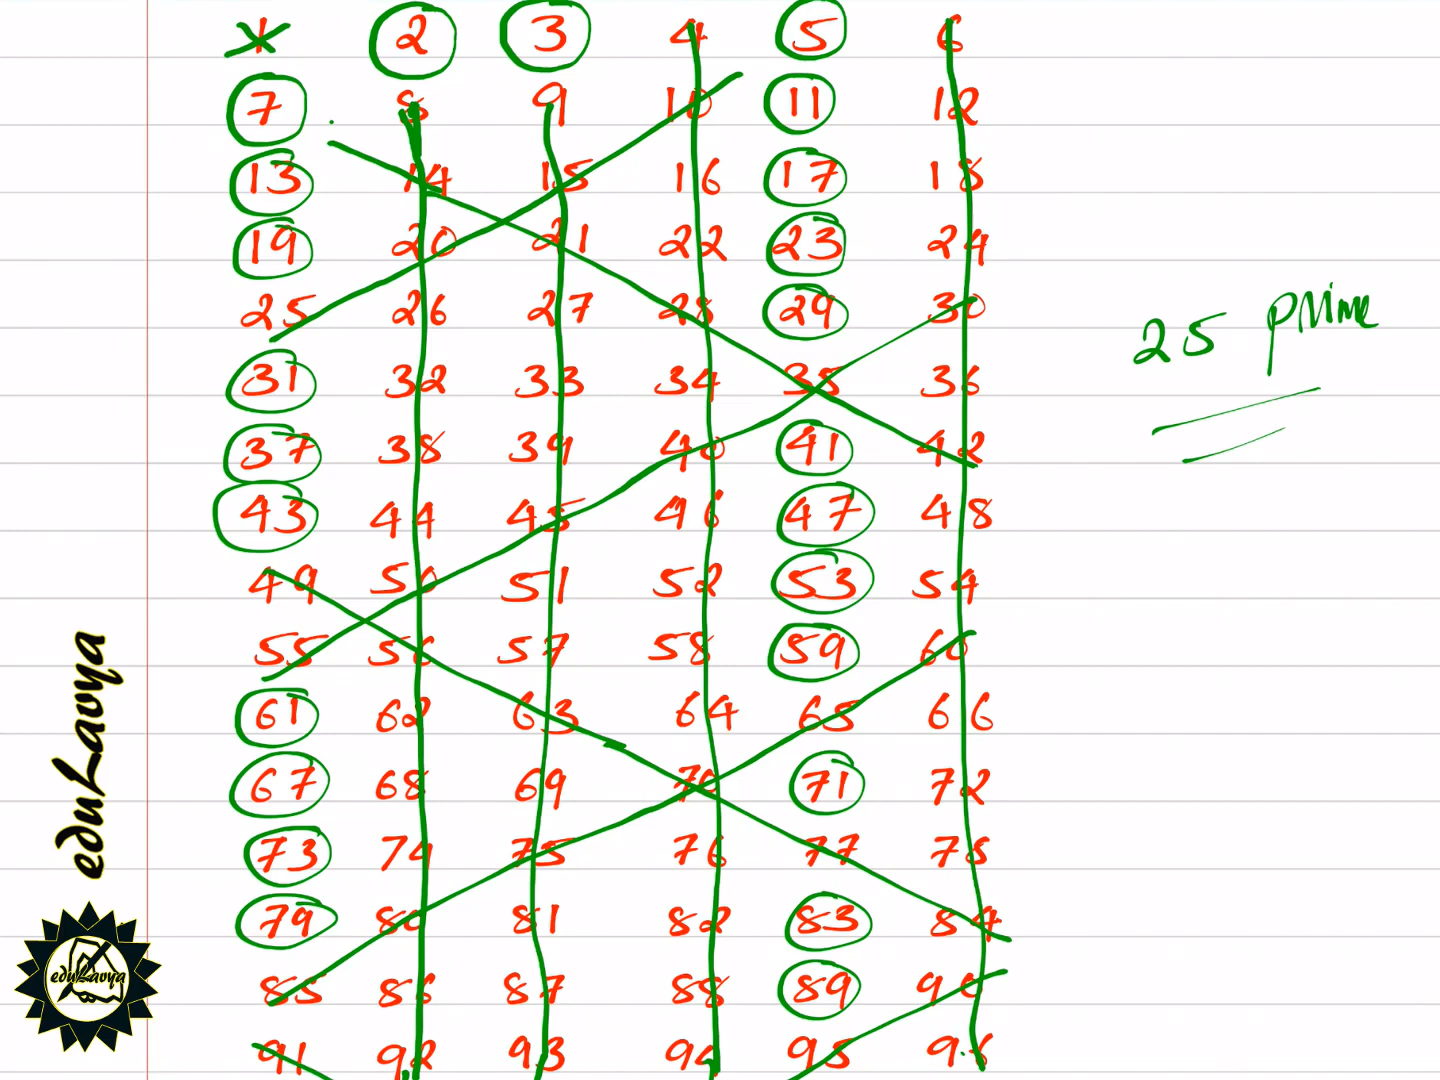 1 2 3 4 5 6
7 8 9 10 11 12
13 14 15 16 17 18
19 20 21 22 23 24
25 26 27 28 29 30
31 32 33 34 35 36
37 38 39 40 41 42
43 44 45 46 47 48
49 50 51 52 53 54
55 56 57 58 59 60
61 62 63 64 65 66
67 68 69 70 71 72
73 74 75 76 77 78
79 80 81 82 83 84
85 86 87 88 89 90
91 92 93 94 95 96
25 prime
eduLavya
eduLavya